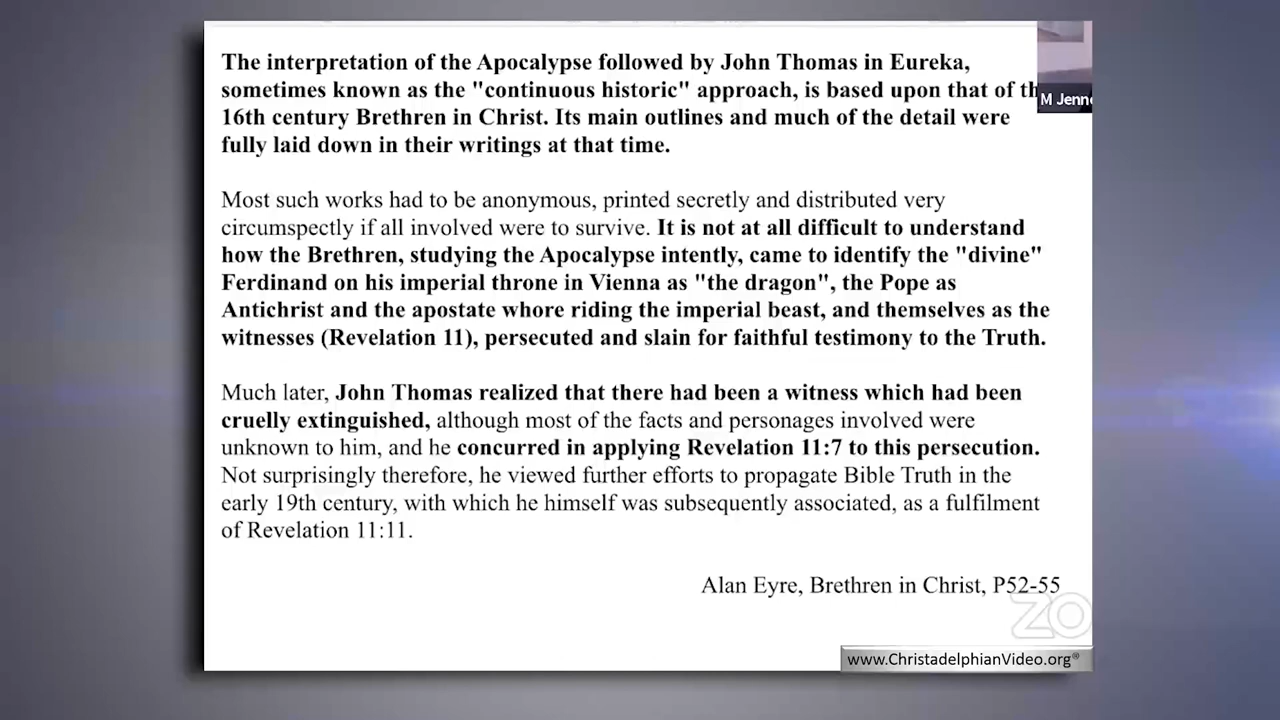 The interpretation of the Apocalypse followed by John Thomas in Eureka,
sometimes known as the "continuous historic" approach, is based upon that of th
16th century Brethren in Christ. Its main outlines and much of the detail were
fully laid down in their writings at that time.
Most such works had to be anonymous, printed secretly and distributed very
circumspectly if all involved were to survive. It is not at all difficult to understand
how the Brethren, studying the Apocalypse intently, came to identify the "divine"
Ferdinand on his imperial throne in Vienna as "the dragon", the Pope as
Antichrist and the apostate whore riding the imperial beast, and themselves as the
witnesses (Revelation 11), persecuted and slain for faithful testimony to the Truth.
Much later, John Thomas realized that there had been a witness which had been
cruelly extinguished, although most of the facts and personages involved were
unknown to him, and he concurred in applying Revelation 11:7 to this persecution.
Not surprisingly therefore, he viewed further efforts to propagate Bible Truth in the
early 19th century, with which he himself was subsequently associated, as a fulfilment
of Revelation 11:11.
Alan Eyre, Brethren in Christ, P52-55
M Jenne
ZO
www.ChristadelphianVideo.org®